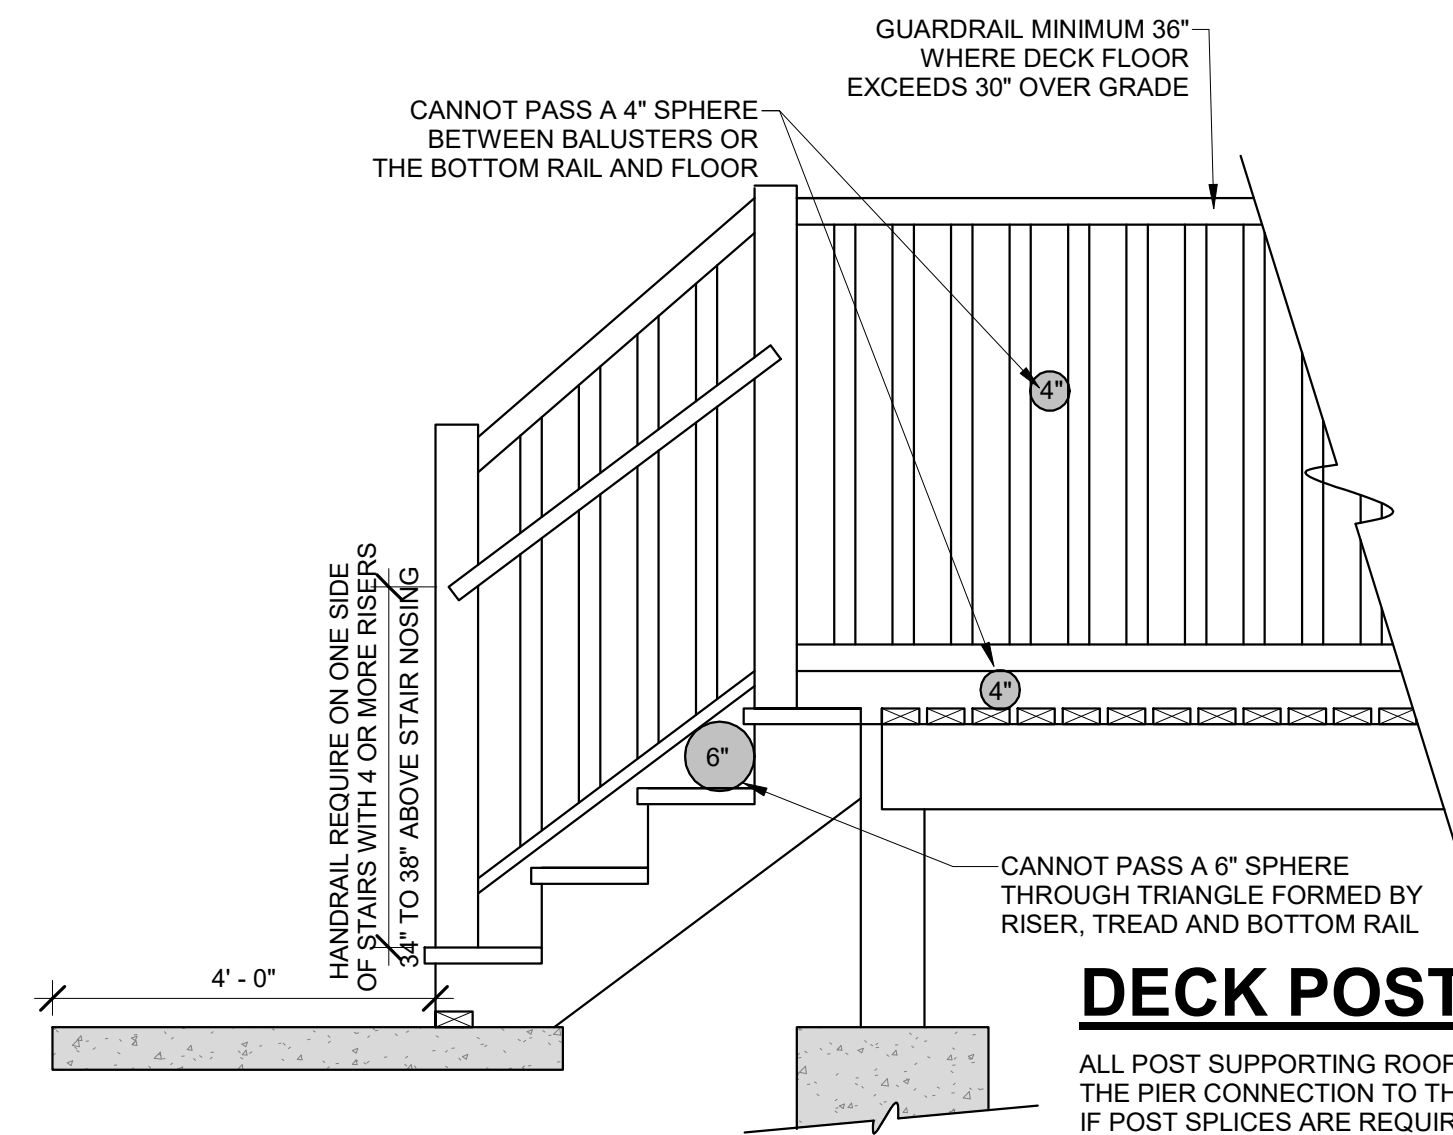 GUARDRAIL MINIMUM 36"
WHERE DECK FLOOR
EXCEEDS 30" OVER GRADE
CANNOT PASS A 4" SPHERE
BETWEEN BALUSTERS OR
THE BOTTOM RAIL AND FLOOR
4"
4"
6"
HANDRAIL REQUIRE ON ONE SIDE
OF STAIRS WITH 4 OR MORE RISERS
34" TO 38" ABOVE STAIR NOSING
CANNOT PASS A 6" SPHERE
THROUGH TRIANGLE FORMED BY
RISER, TREAD AND BOTTOM RAIL
4' - 0"
DECK POST
ALL POST SUPPORTING ROOF
THE PIER CONNECTION TO TH
IF POST SPLICES ARE REQUIR